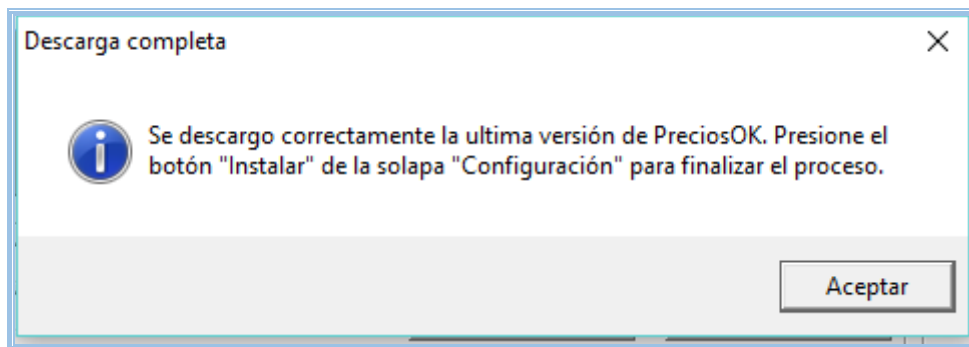 Descarga completa
Se descargo correctamente la ultima versión de PreciosOK. Presione el
botón "Instalar" de la solapa "Configuración" para finalizar el proceso.
Aceptar